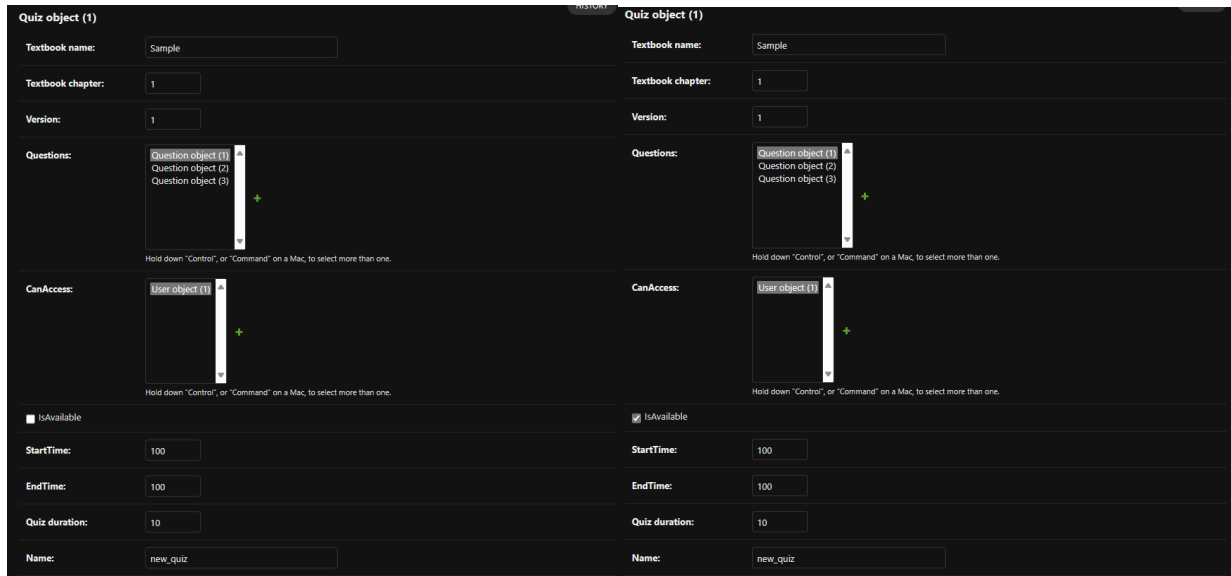 HISTORY
Quiz object (1)
Textbook name: Sample
Textbook chapter: 1
Version: 1
Questions: Question object (1)
Question object (2)
Question object (3)
Hold down "Control", or "Command" on a Mac, to select more than one.
CanAccess: User object (1)
Hold down "Control", or "Command" on a Mac, to select more than one.
IsAvailable
StartTime: 100
EndTime: 100
Quiz duration: 10
Name: new_quiz
Quiz object (1)
Textbook name: Sample
Textbook chapter: 1
Version: 1
Questions: Question object (1)
Question object (2)
Question object (3)
Hold down "Control", or "Command" on a Mac, to select more than one.
CanAccess: User object (1)
Hold down "Control", or "Command" on a Mac, to select more than one.
IsAvailable
StartTime: 100
EndTime: 100
Quiz duration: 10
Name: new_quiz